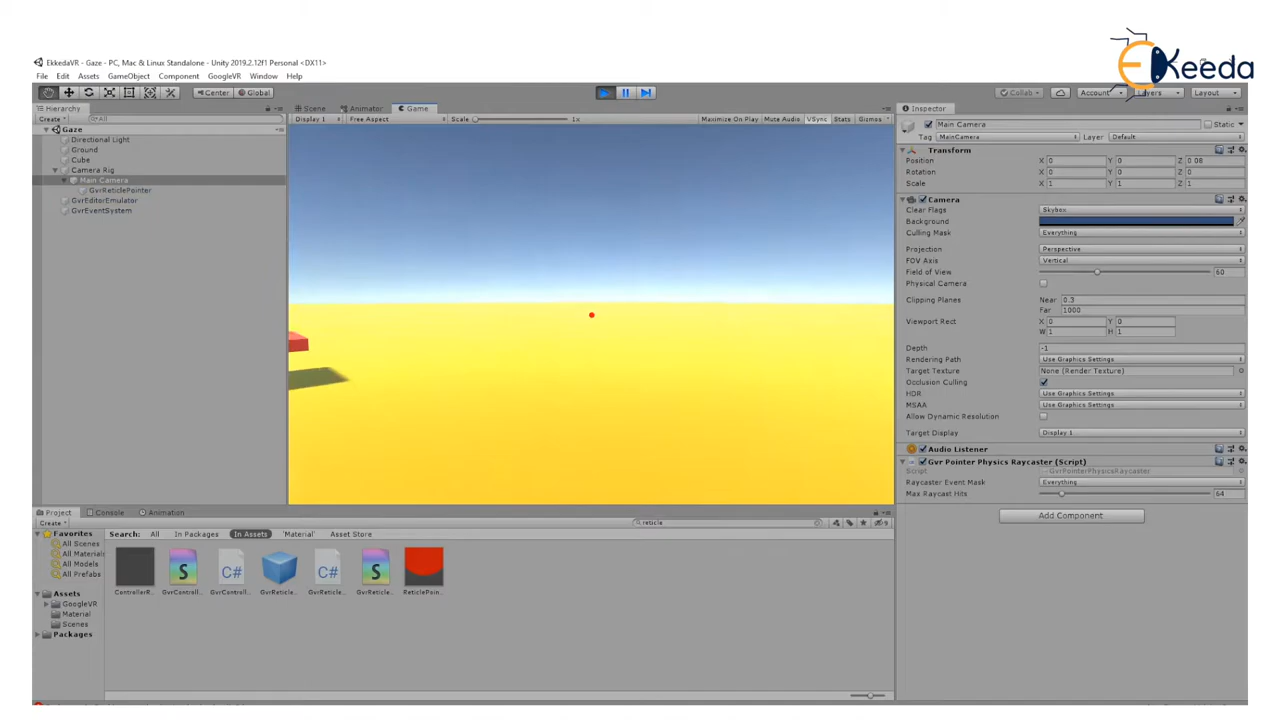 Ekeeda
EkkedaVR - Gaze - PC, Mac & Linux Standalone - Unity 2019.2.12f1 Personal <DX11>
File Edit Assets GameObject Component GoogleVR Window Help
Center Global Collab Account Layers Layout
Hierarchy Scene Animator Game Inspector
Create All Display 1 Free Aspect Scale 1x Maximize On Play Mute Audio VSync Stats Gizmos Main Camera Static
Gaze
Tag MainCamera Layer Default
Directional Light
Ground
Cube
Camera Rig
Main Camera
GvrReticlePointer
GvrEditorEmulator
GvrEventSystem
Transform
Position X 0 Y 0 Z 0 08
Rotation X 0 Y 0 Z 0
Scale X 1 Y 1 Z 1
Camera
Clear Flags Skybox
Background
Culling Mask Everything
Projection Perspective
FOV Axis Vertical
Field of View 60
Physical Camera
Clipping Planes Near 0.3
Far 1000
Viewport Rect X 0 Y 0
W 1 H 1
Depth -1
Rendering Path Use Graphics Settings
Target Texture None (Render Texture)
Occlusion Culling
HDR Use Graphics Settings
MSAA Use Graphics Settings
Allow Dynamic Resolution
Target Display Display 1
Audio Listener
Gvr Pointer Physics Raycaster (Script)
Script GvrPointerPhysicsRaycaster
Raycaster Event Mask Everything
Max Raycast Hits 64
Add Component
Project Console Animation
Create reticle 9
Favorites
All Scenes
All Materials
All Models
All Prefabs
Assets
GoogleVR
Material
Scenes
Packages
Search: All In Packages In Assets 'Material' Asset Store
S C# C# S
ControllerR... GvrControll... GvrControll... GvrReticle... GvrReticle... GvrReticle... ReticlePoin...